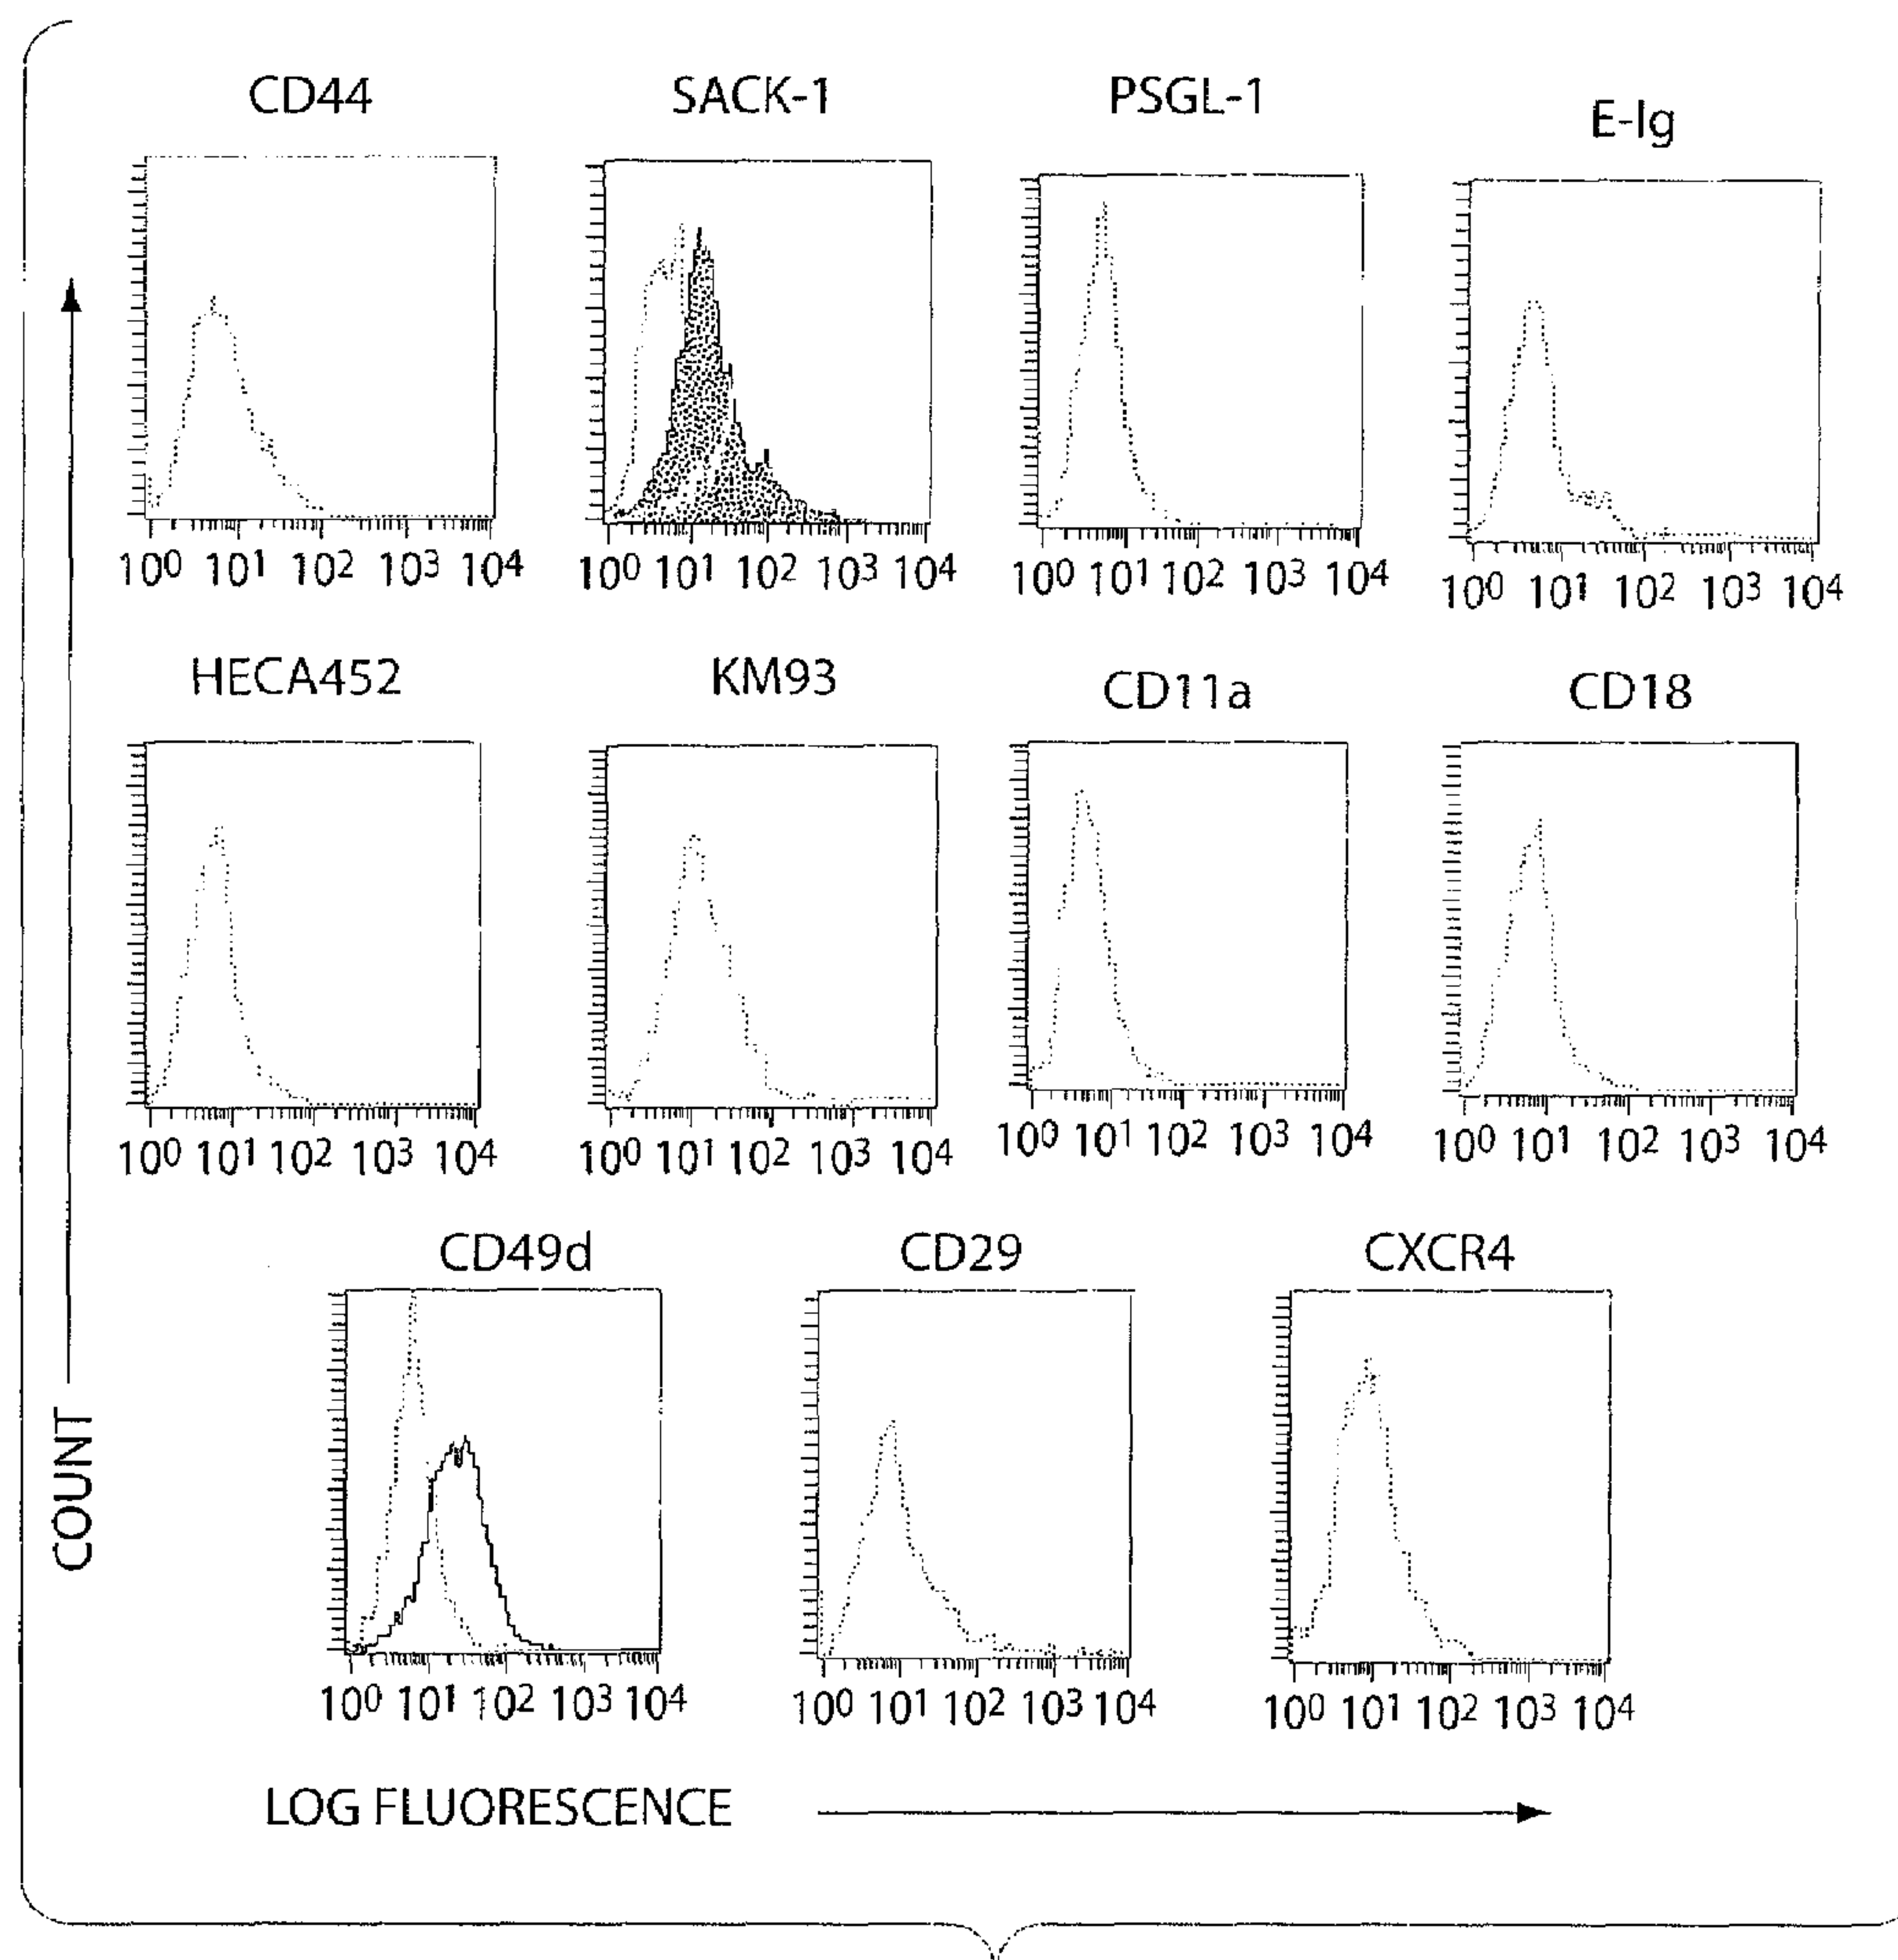 CD44 SACK-1 PSGL-1 E-Ig
10⁰ 10¹ 10² 10³ 10⁴ 10⁰ 10¹ 10² 10³ 10⁴ 10⁰ 10¹ 10² 10³ 10⁴ 10⁰ 10¹ 10² 10³ 10⁴
HECA452 KM93 CD11a CD18
10⁰ 10¹ 10² 10³ 10⁴ 10⁰ 10¹ 10² 10³ 10⁴ 10⁰ 10¹ 10² 10³ 10⁴ 10⁰ 10¹ 10² 10³ 10⁴
CD49d CD29 CXCR4
10⁰ 10¹ 10² 10³ 10⁴ 10⁰ 10¹ 10² 10³ 10⁴ 10⁰ 10¹ 10² 10³ 10⁴
COUNT
LOG FLUORESCENCE